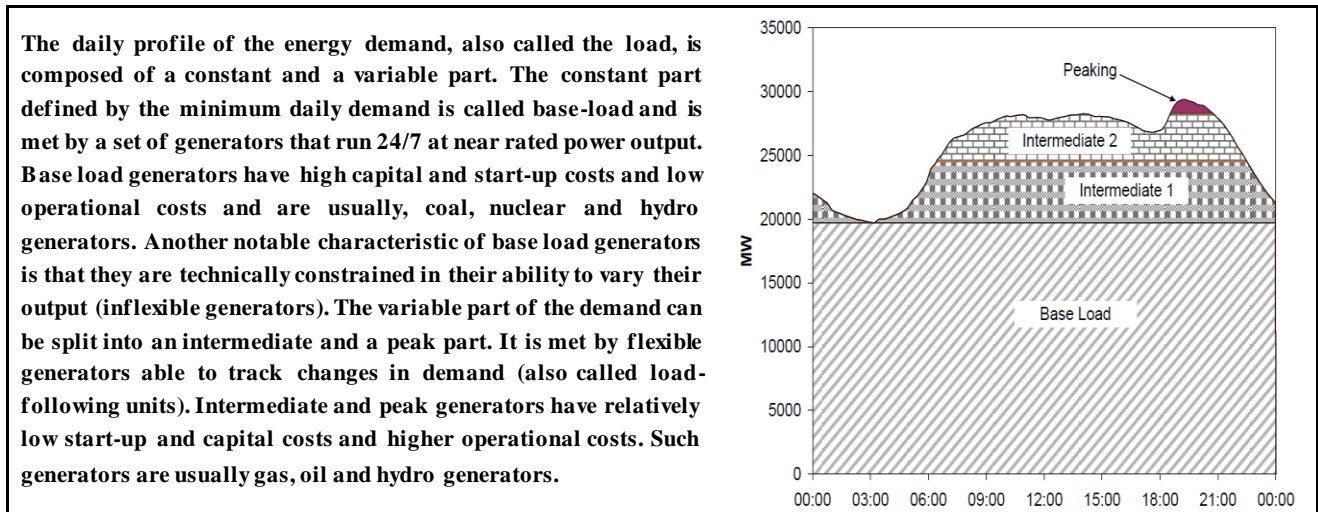 The daily profile of the energy demand, also called the load, is
composed of a constant and a variable part. The constant part
defined by the minimum daily demand is called base-load and is
met by a set of generators that run 24/7 at near rated power output.
Base load generators have high capital and start-up costs and low
operational costs and are usually, coal, nuclear and hydro
generators. Another notable characteristic of base load generators
is that they are technically constrained in their ability to vary their
output (inflexible generators). The variable part of the demand can
be split into an intermediate and a peak part. It is met by flexible
generators able to track changes in demand (also called load-
following units). Intermediate and peak generators have relatively
low start-up and capital costs and higher operational costs. Such
generators are usually gas, oil and hydro generators.
35000
30000
25000
20000
15000
10000
5000
0
MW
Peaking
Intermediate 2
Intermediate 1
Base Load
00:00 03:00 06:00 09:00 12:00 15:00 18:00 21:00 00:00